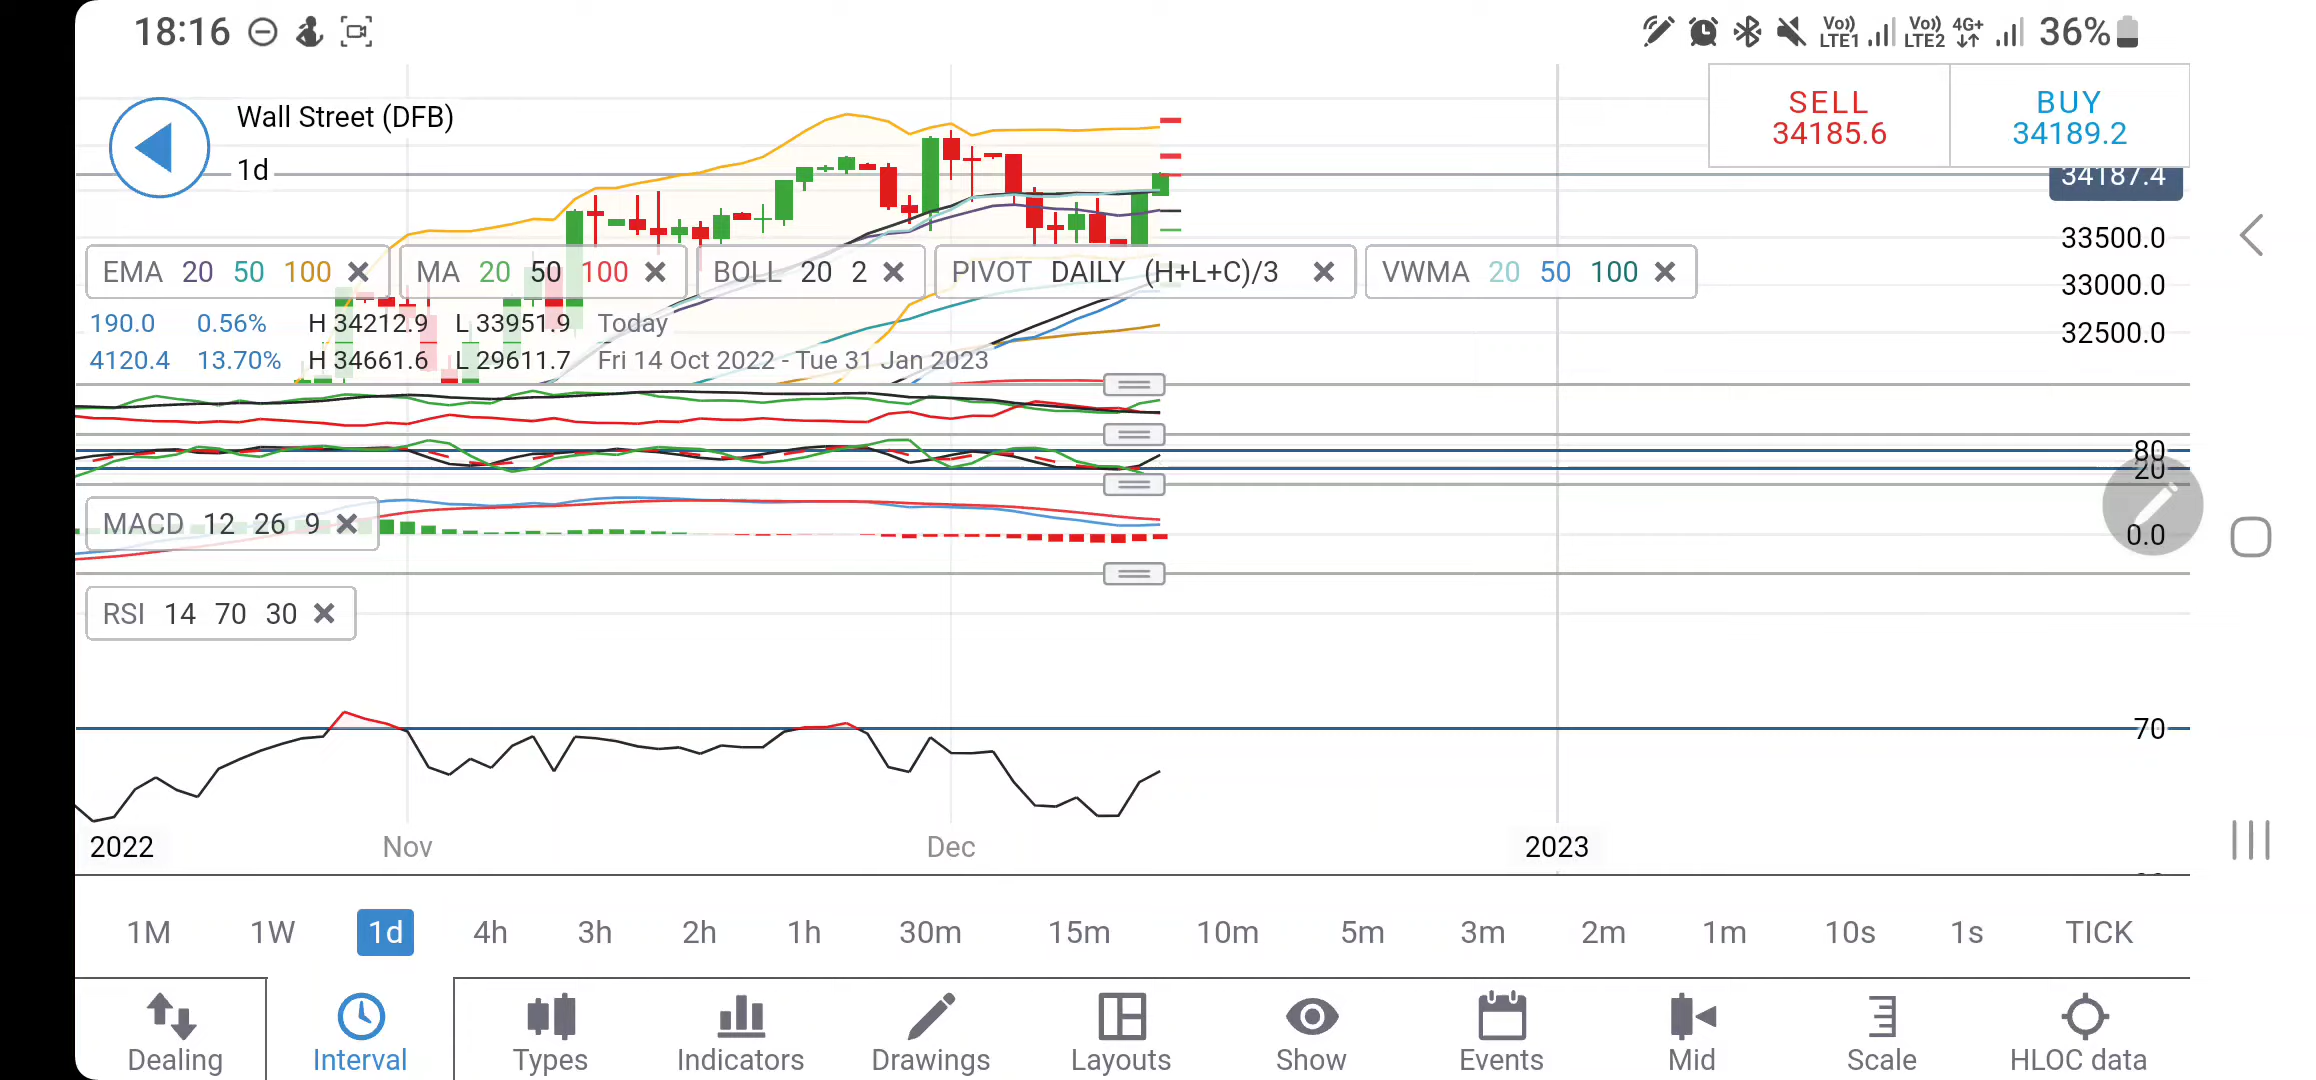 18:16
Vo)) LTE1 Vo)) LTE2 4G+ 36%
Wall Street (DFB)
1d
SELL
34185.6
BUY
34189.2
34187.4
33500.0
33000.0
32500.0
EMA 20 50 100
MA 20 50 100
BOLL 20 2
PIVOT DAILY (H+L+C)/3
VWMA 20 50 100
190.0 0.56% H 34212.9 L 33951.9 Today
4120.4 13.70% H 34661.6 L 29611.7 Fri 14 Oct 2022 - Tue 31 Jan 2023
80
20
MACD 12 26 9
0.0
RSI 14 70 30
70
2022 Nov Dec 2023
1M 1W 1d 4h 3h 2h 1h 30m 15m 10m 5m 3m 2m 1m 10s 1s TICK
Dealing Interval Types Indicators Drawings Layouts Show Events Mid Scale HLOC data